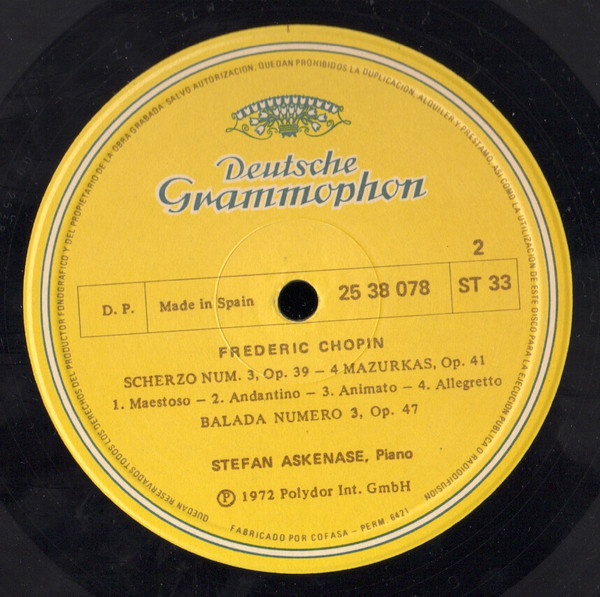 QUEDAN RESERVADOS TODOS LOS DERECHOS DEL PRODUCTOR FONOGRAFICO Y DEL PROPIETARIO DE LA OBRA GRABADA. SALVO AUTORIZACION, QUEDAN PROHIBIDOS LA DUPLICACION, ALQUILER Y PRESTAMO, ASI COMO LA UTILIZACION DE ESTE DISCO PARA LA EJECUCION PUBLICA O RADIODIFUSION
Deutsche
Grammophon
2
D. P. Made in Spain 25 38 078 ST 33
FREDERIC CHOPIN
SCHERZO NUM. 3, Op. 39 – 4 MAZURKAS, Op. 41
1. Maestoso – 2. Andantino – 3. Animato – 4. Allegretto
BALADA NUMERO 3, Op. 47
STEFAN ASKENASE, Piano
Ⓟ 1972 Polydor Int. GmbH
FABRICADO POR COFASA – PERM. 6421